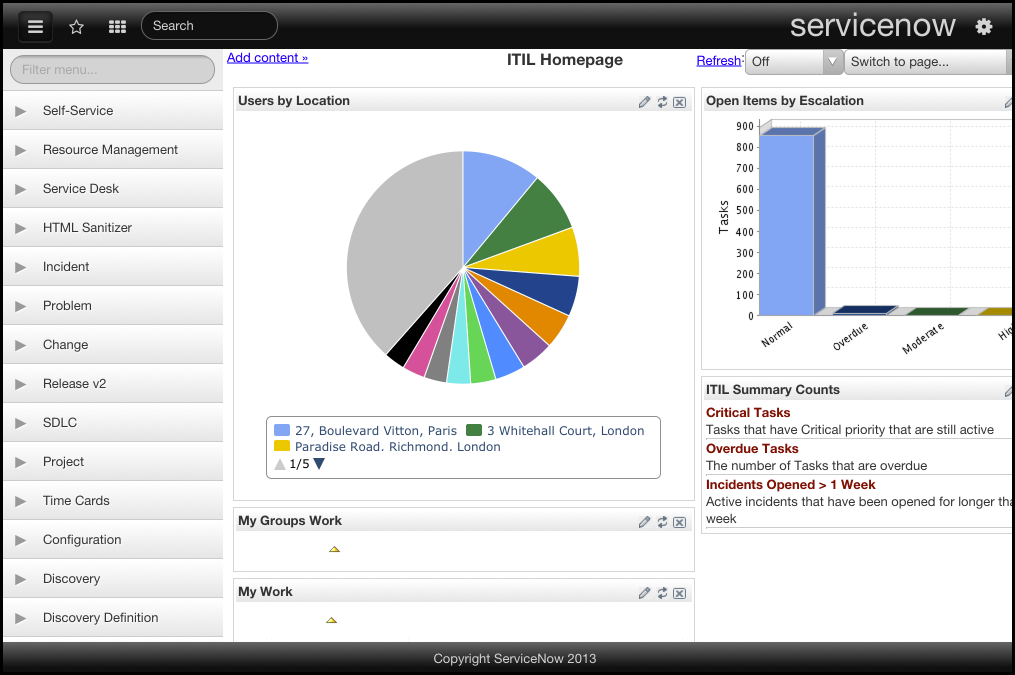 Search
servicenow
Filter menu...
Self-Service
Resource Management
Service Desk
HTML Sanitizer
Incident
Problem
Change
Release v2
SDLC
Project
Time Cards
Configuration
Discovery
Discovery Definition
Add content »
ITIL Homepage
Refresh: Off
Switch to page...
Users by Location
27, Boulevard Vitton, Paris
3 Whitehall Court, London
Paradise Road. Richmond. London
1/5
My Groups Work
My Work
Open Items by Escalation
Tasks
900
800
700
600
500
400
300
200
100
0
Normal
Overdue
Moderate
ITIL Summary Counts
Critical Tasks
Tasks that have Critical priority that are still active
Overdue Tasks
The number of Tasks that are overdue
Incidents Opened > 1 Week
Active incidents that have been opened for longer
week
Copyright ServiceNow 2013